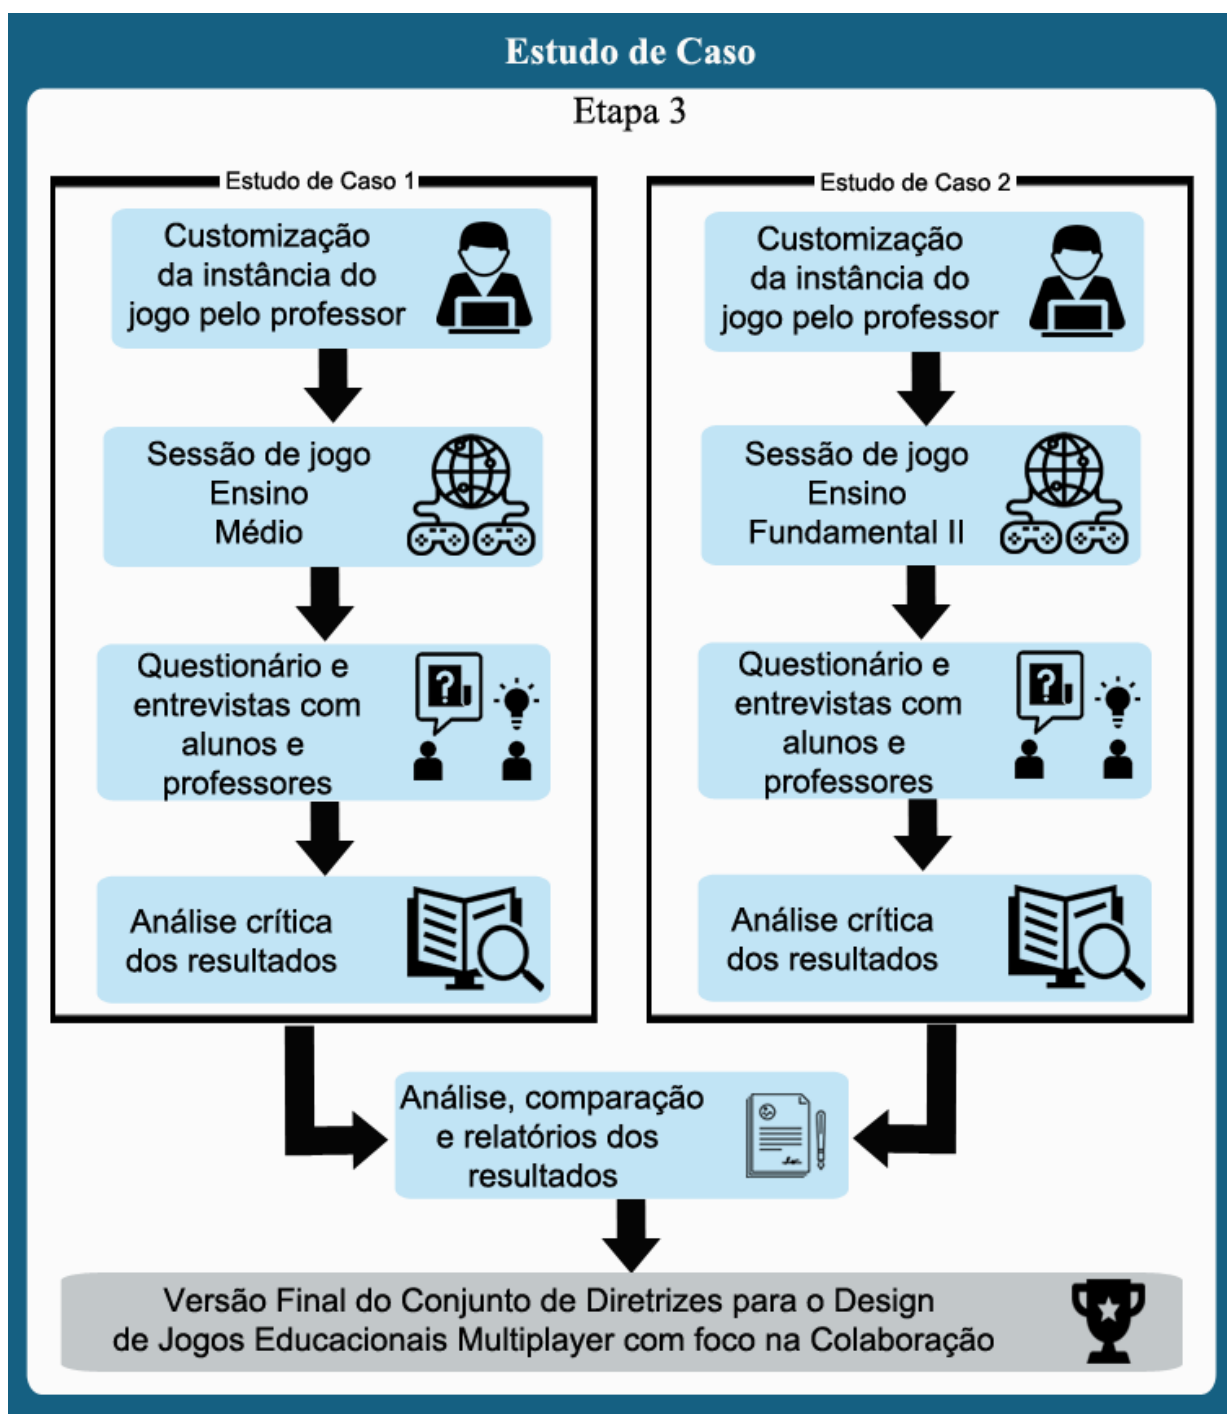 Estudo de Caso
Etapa 3
Estudo de Caso 1
Customização
da instância do
jogo pelo professor
Sessão de jogo
Ensino
Médio
Questionário e
entrevistas com
alunos e
professores
Análise crítica
dos resultados
Estudo de Caso 2
Customização
da instância do
jogo pelo professor
Sessão de jogo
Ensino
Fundamental II
Questionário e
entrevistas com
alunos e
professores
Análise crítica
dos resultados
Análise, comparação
e relatórios dos
resultados
Versão Final do Conjunto de Diretrizes para o Design
de Jogos Educacionais Multiplayer com foco na Colaboração